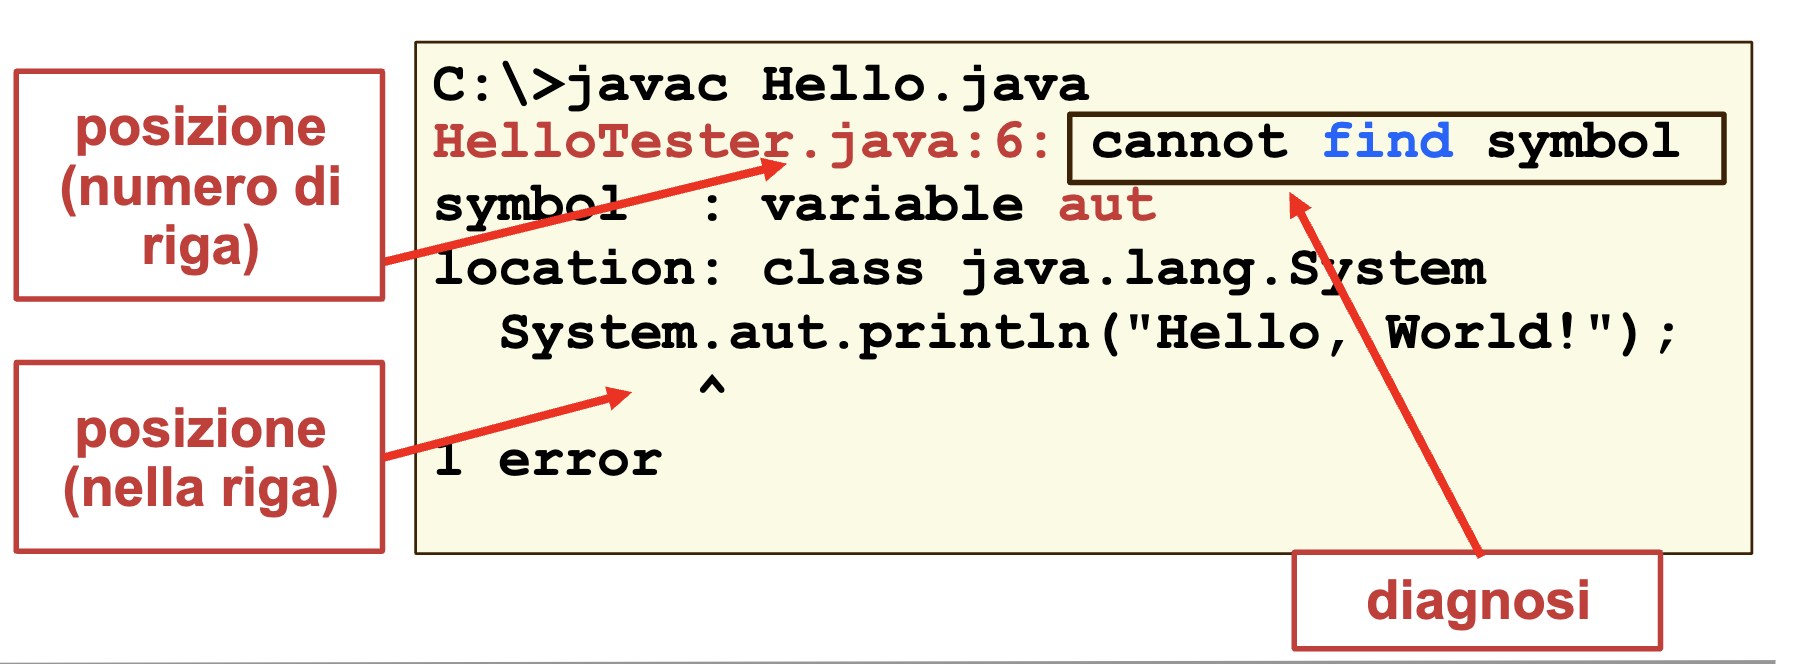 posizione
(numero di
riga)
C:\>javac Hello.java
HelloTester.java:6: cannot find symbol
symbol  : variable aut
location: class java.lang.System
  System.aut.println("Hello, World!");
        ^
1 error
posizione
(nella riga)
diagnosi